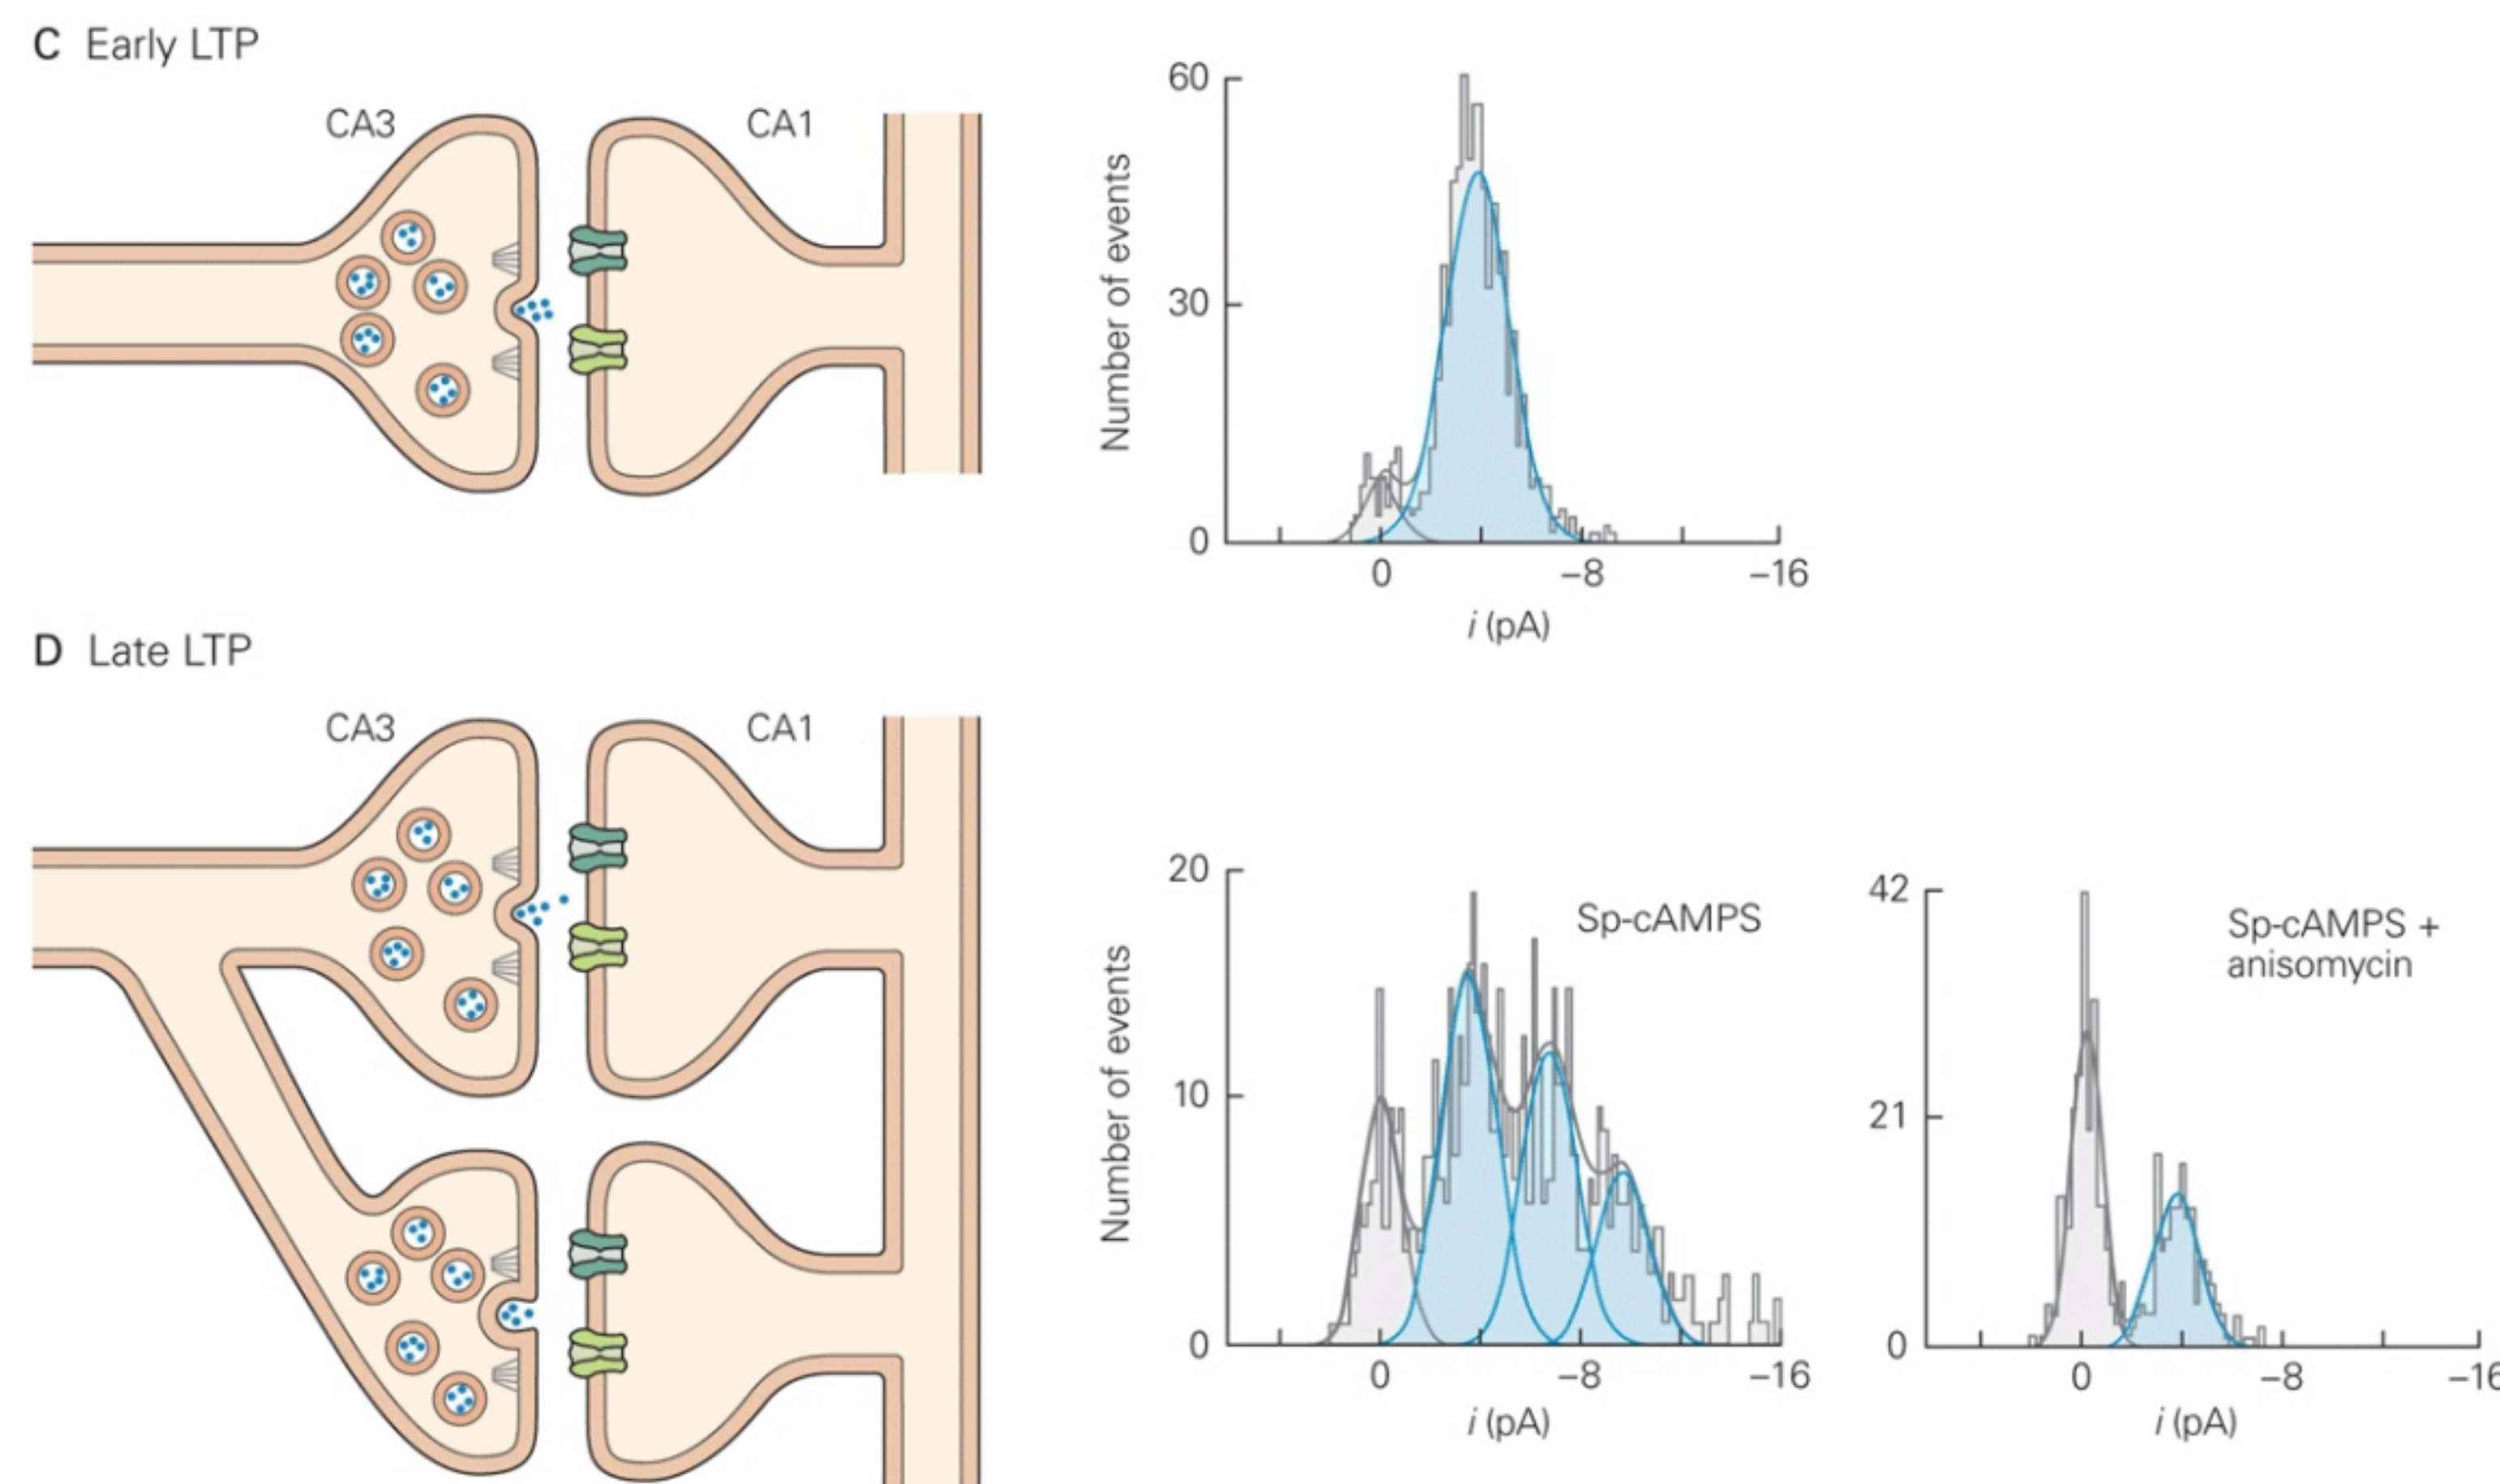 C Early LTP
CA3
CA1
60
30
0
Number of events
0
–8
–16
i (pA)
D Late LTP
CA3
CA1
20
10
0
Number of events
Sp-cAMPS
0
–8
–16
i (pA)
42
21
0
Sp-cAMPS +
anisomycin
0
–8
–16
i (pA)